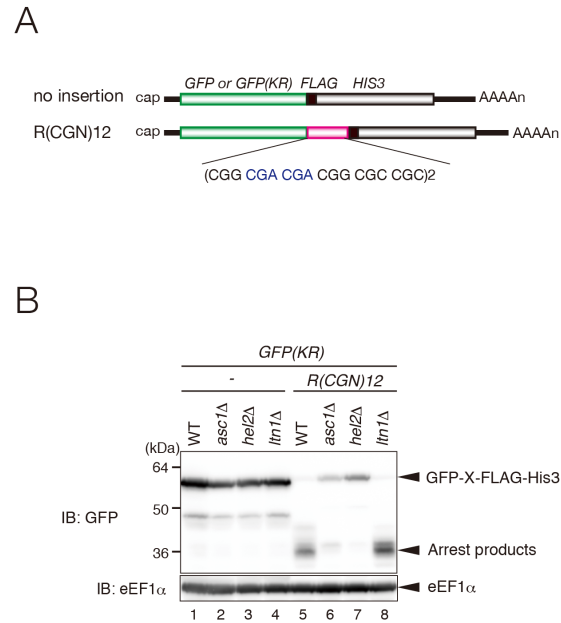 A
GFP or GFP(KR) FLAG HIS3
no insertion cap AAAAn
R(CGN)12 cap AAAAn
(CGG CGA CGA CGG CGC CGC)2
B
GFP(KR)
- R(CGN)12
WT asc1Δ hel2Δ ltn1Δ WT asc1Δ hel2Δ ltn1Δ
(kDa)
64 GFP-X-FLAG-His3
50
IB: GFP
36 Arrest products
IB: eEF1α eEF1α
1 2 3 4 5 6 7 8